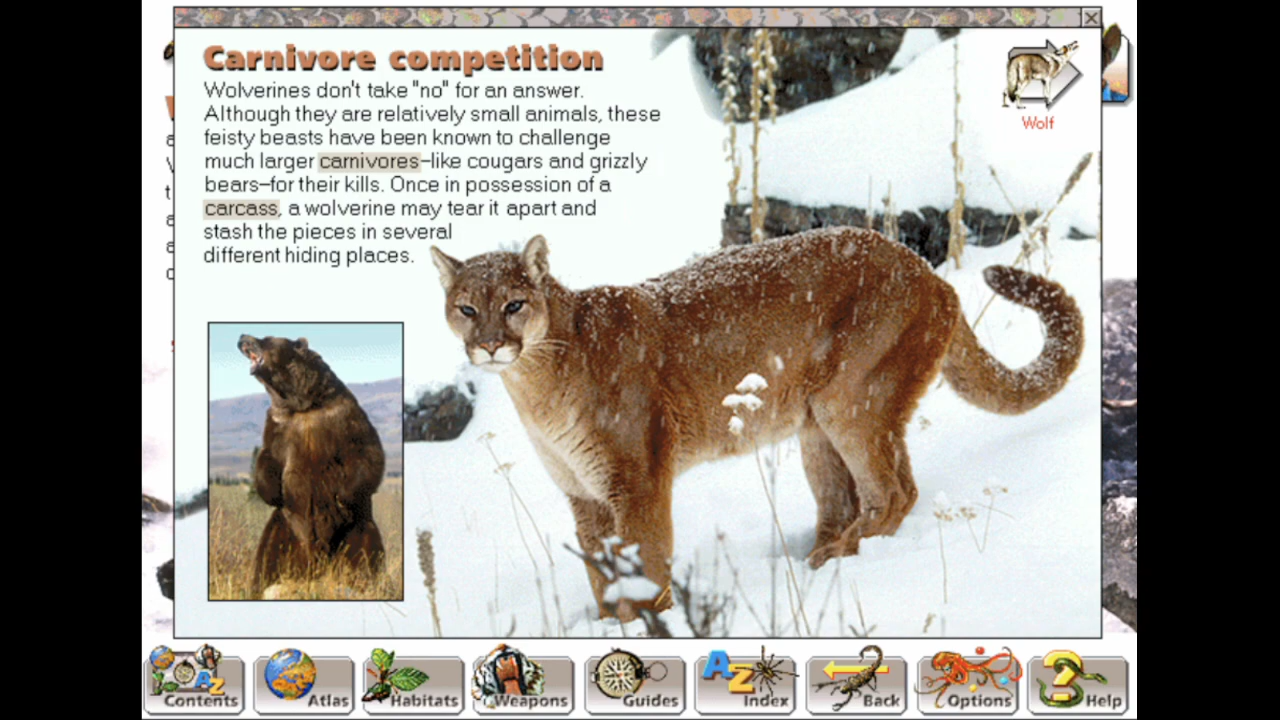 Carnivore competition
Wolverines don't take "no" for an answer.
Although they are relatively small animals, these
feisty beasts have been known to challenge
much larger carnivores–like cougars and grizzly
bears–for their kills. Once in possession of a
carcass, a wolverine may tear it apart and
stash the pieces in several
different hiding places.
Wolf
AZ
Contents
Atlas
Habitats
Weapons
Guides
AZ
Index
Back
Options
?
Help